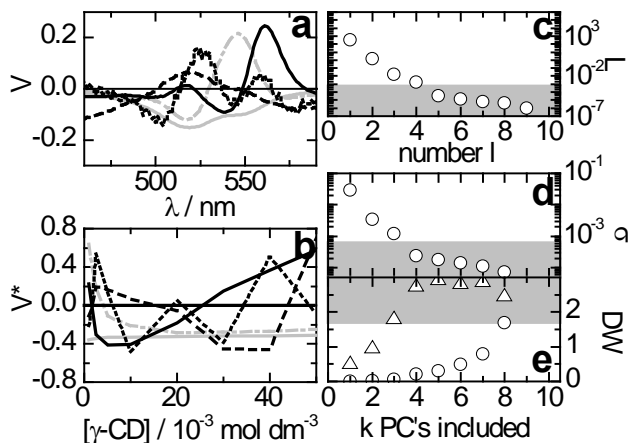 a
0.2
0.0
-0.2
V
500 550
λ / nm
b
0.8
0.4
0.0
-0.4
-0.8
V*
0 20 40
[γ-CD] / 10⁻³ mol dm⁻³
c
10³
10⁻²
10⁻⁷
L
0 2 4 6 8 10
number l
d
10⁻¹
10⁻³
σ
e
2
1
0
DW
0 2 4 6 8 10
k PC's included